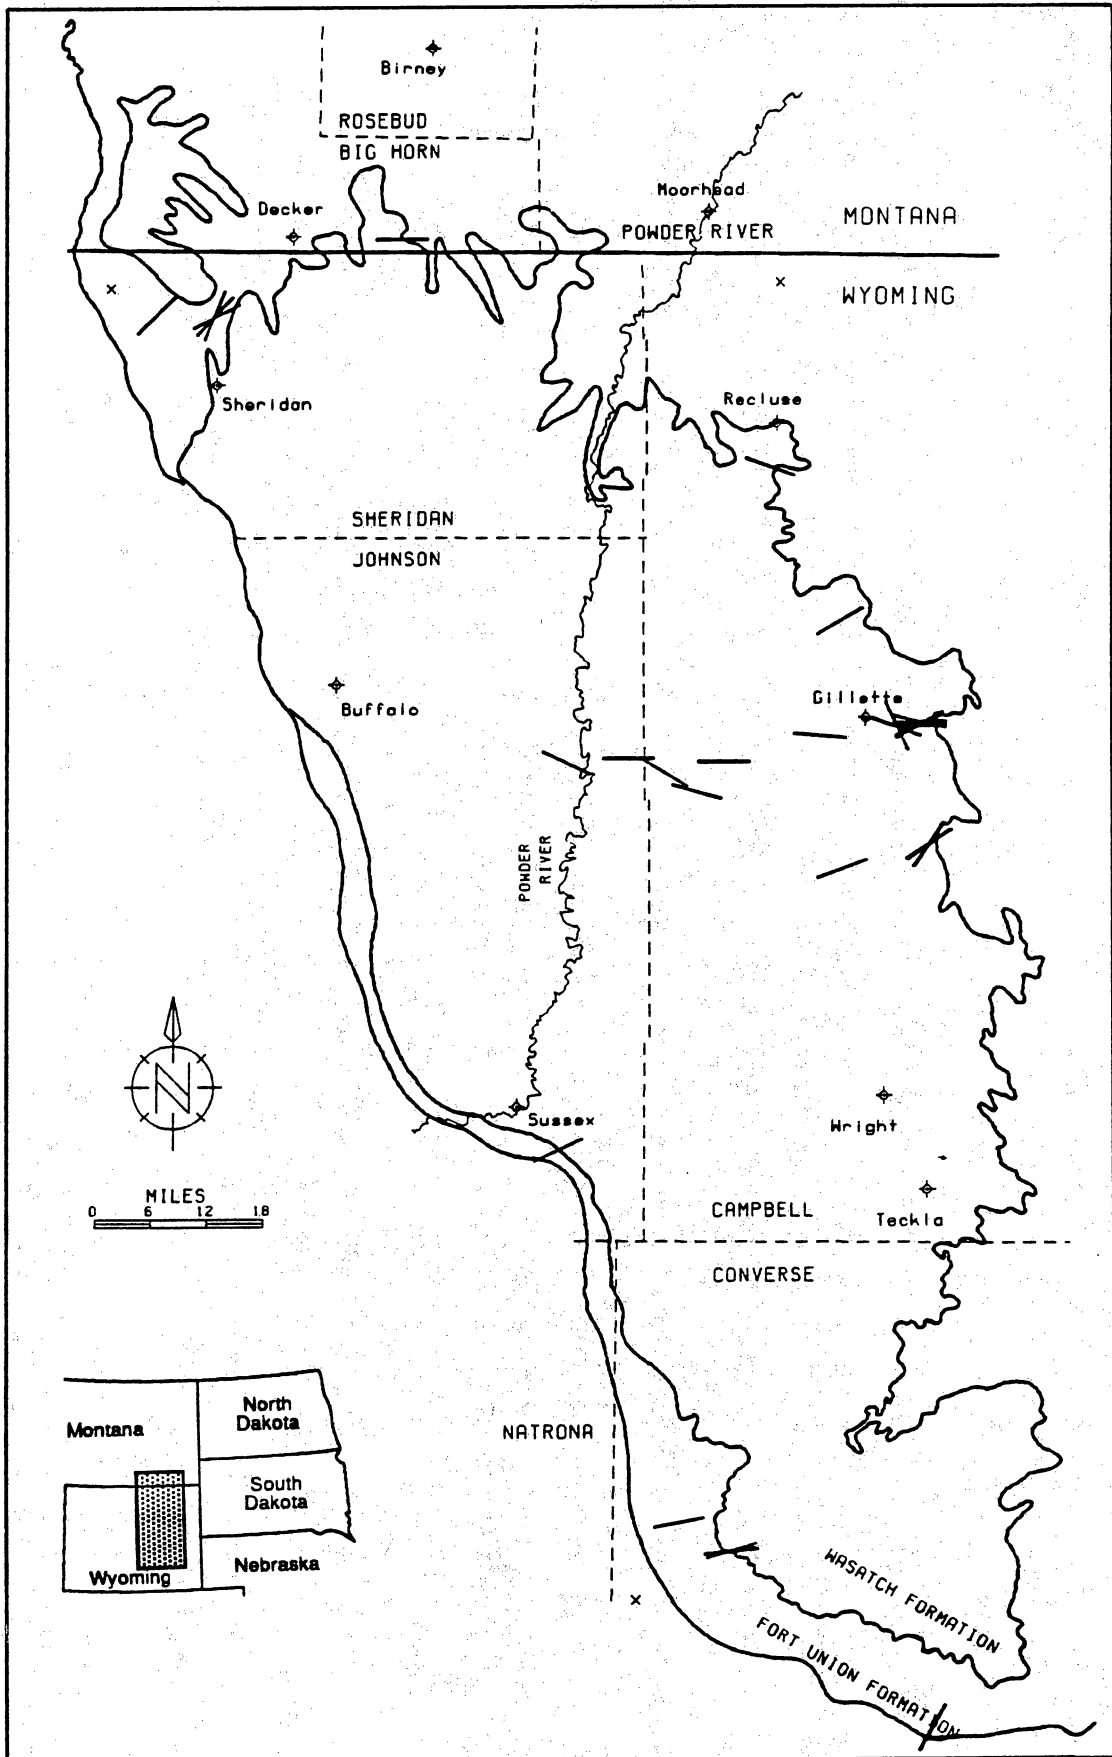 Birney
ROSEBUD
BIG HORN
Moorhead
Decker
MONTANA
POWDER RIVER
WYOMING
Recluse
Sheridan
SHERIDAN
JOHNSON
Gillette
Buffalo
POWDER
RIVER
Sussex
Wright
MILES
0 6 12 18
CAMPBELL
Teckla
CONVERSE
North
Dakota
Montana
NATRONA
South
Dakota
Nebraska
Wyoming
WASATCH FORMATION
FORT UNION FORMATION
N